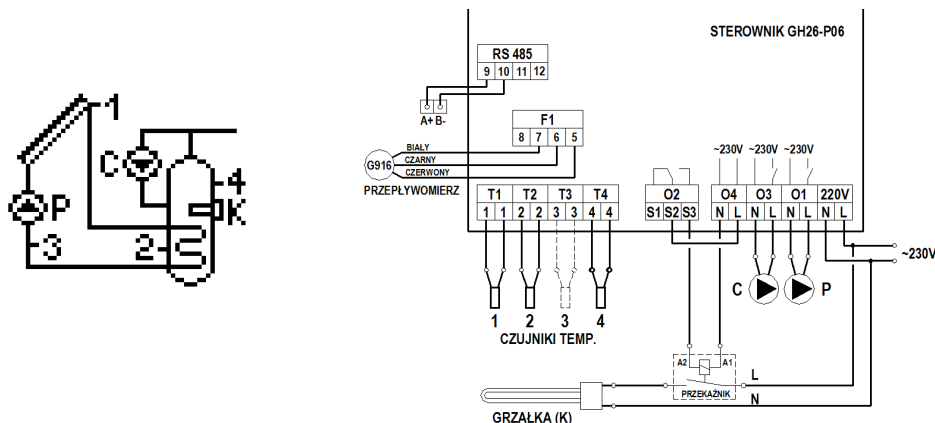 1
C
4
P
K
3
2
STEROWNIK GH26-P06
RS 485
9 10 11 12
A+ B-
F1
8 7 6 5
BIAŁY
CZARNY
CZERWONY
G916
PRZEPŁYWOMIERZ
~230V ~230V ~230V
T1 T2 T3 T4 O2 O4 O3 O1 220V
1 1 2 2 3 3 4 4 S1 S2 S3 N L N L N L N L
~230V
C P
1 2 3 4
CZUJNIKI TEMP.
A2 A1
PRZEKAŹNIK
L
N
GRZAŁKA (K)